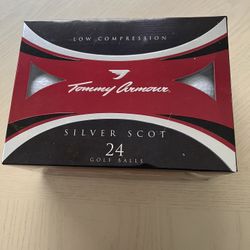 LOW COMPRESSION
Tommy Armour
SILVER SCOT
24
GOLF BALLS